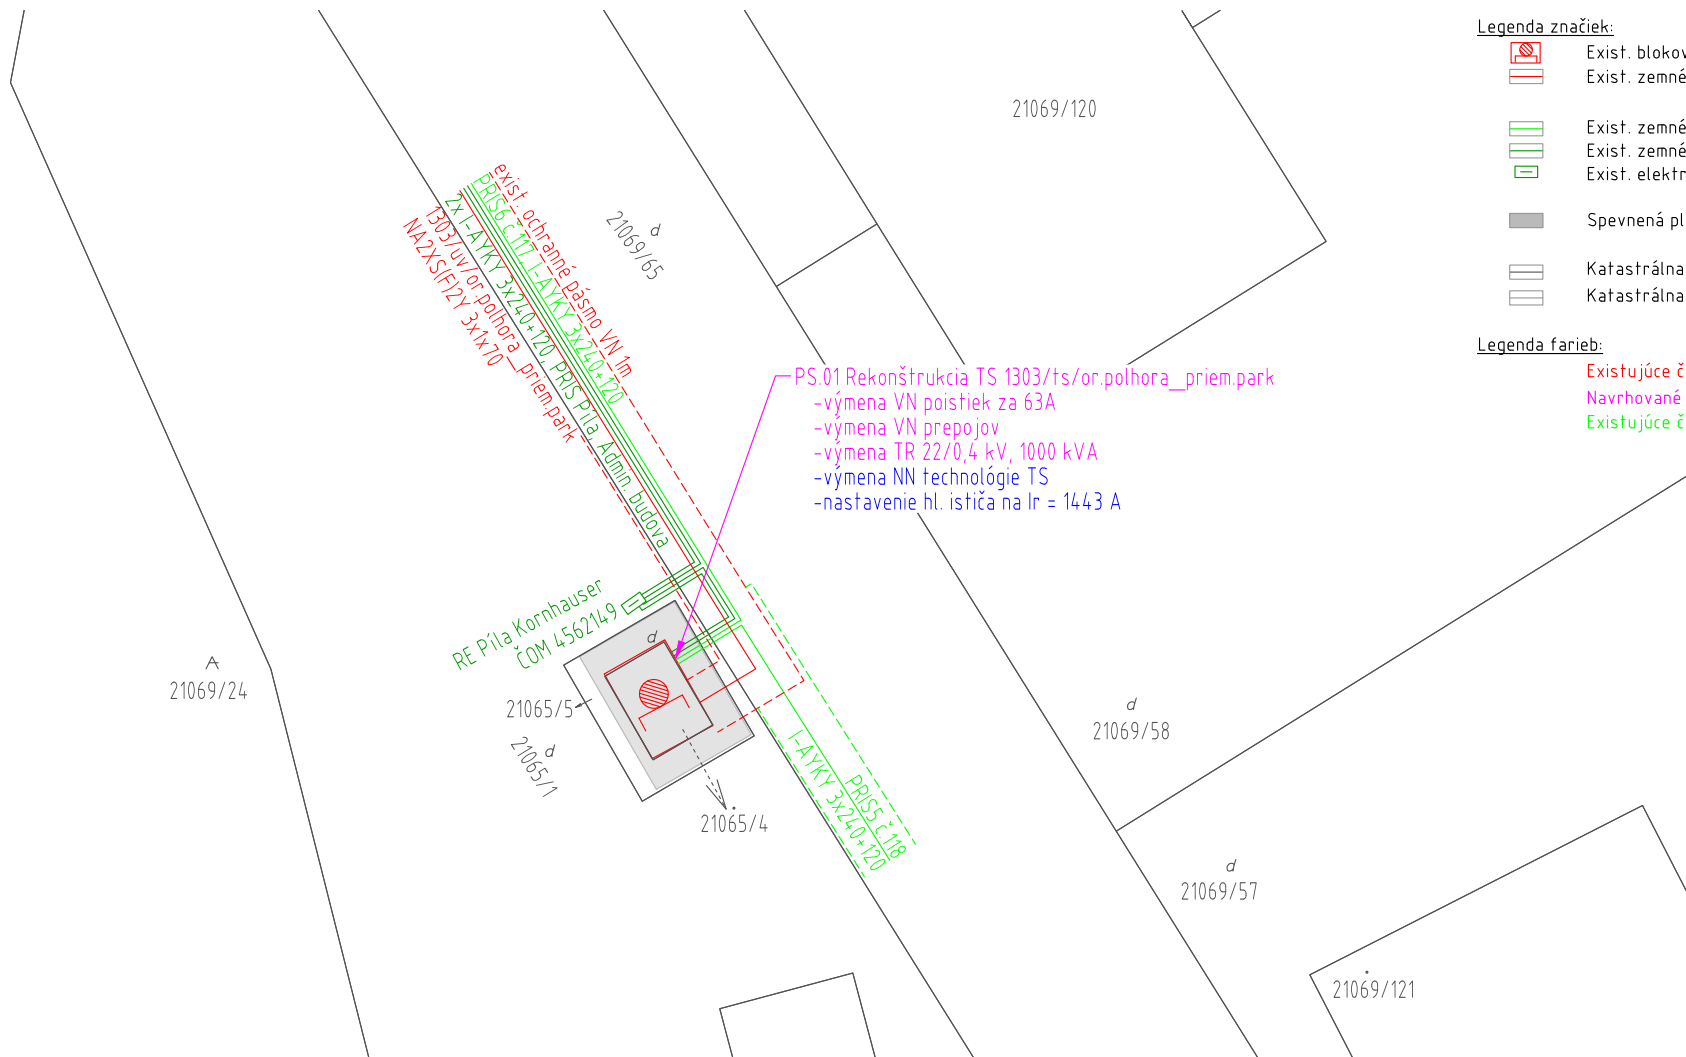 Legenda značiek:
Exist. blokov
Exist. zemné
Exist. zemné
Exist. zemné
Exist. elektr
Spevnená pl
Katastrálna
Katastrálna
Legenda farieb:
Existujúce č
Navrhované
Existujúce č
21069/120
d
21069/65
exist. ochranné pásmo VN 1m
PRIS6 č.117, 1-AYKY 3x240+120
2x 1-AYKY 3x240+120, PRIS Píla, Admin. budova
1303/uv/or.polhora_priem.park
NA2XS(F)2Y 3x1x70
PS.01 Rekonštrukcia TS 1303/ts/or.polhora_priem.park
-výmena VN poistiek za 63A
-výmena VN prepojov
-výmena TR 22/0,4 kV, 1000 kVA
-výmena NN technológie TS
-nastavenie hl. ističa na Ir = 1443 A
RE Píla Kornhauser
ČOM 4562149
d
21069/24
21065/5
d
21065/1
21065/4
PRIS5 č.118
1-AYKY 3x240+120
d
21069/58
d
21069/57
21069/121